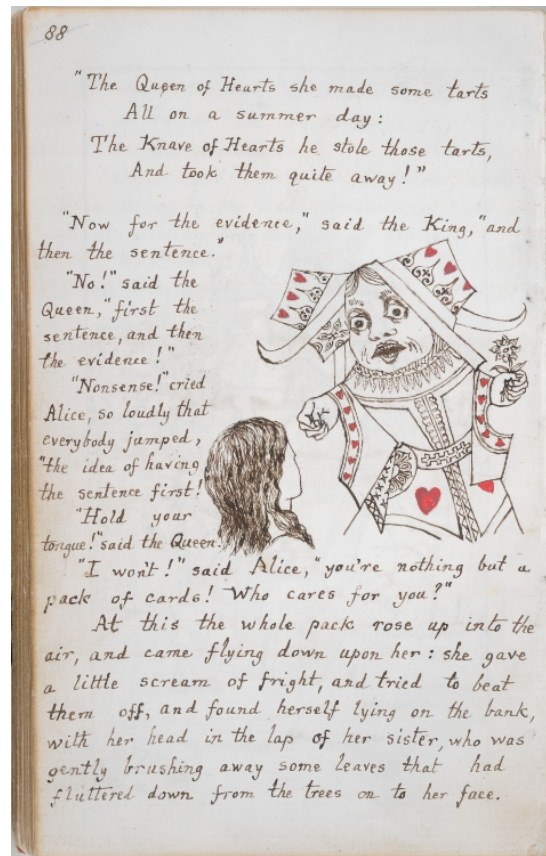 88
"The Queen of Hearts she made some tarts
All on a summer day:
The Knave of Hearts he stole those tarts,
And took them quite away!"
"Now for the evidence," said the King, "and
then the sentence."
"No!" said the
Queen, "first the
sentence, and then
the evidence!"
"Nonsense!" cried
Alice, so loudly that
everybody jumped,
"the idea of having
the sentence first!
"Hold your
tongue!" said the Queen.
"I won't!" said Alice, "you're nothing but a
pack of cards! Who cares for you?"
At this the whole pack rose up into the
air, and came flying down upon her: she gave
a little scream of fright, and tried to beat
them off, and found herself lying on the bank,
with her head in the lap of her sister, who was
gently brushing away some leaves that had
fluttered down from the trees on to her face.